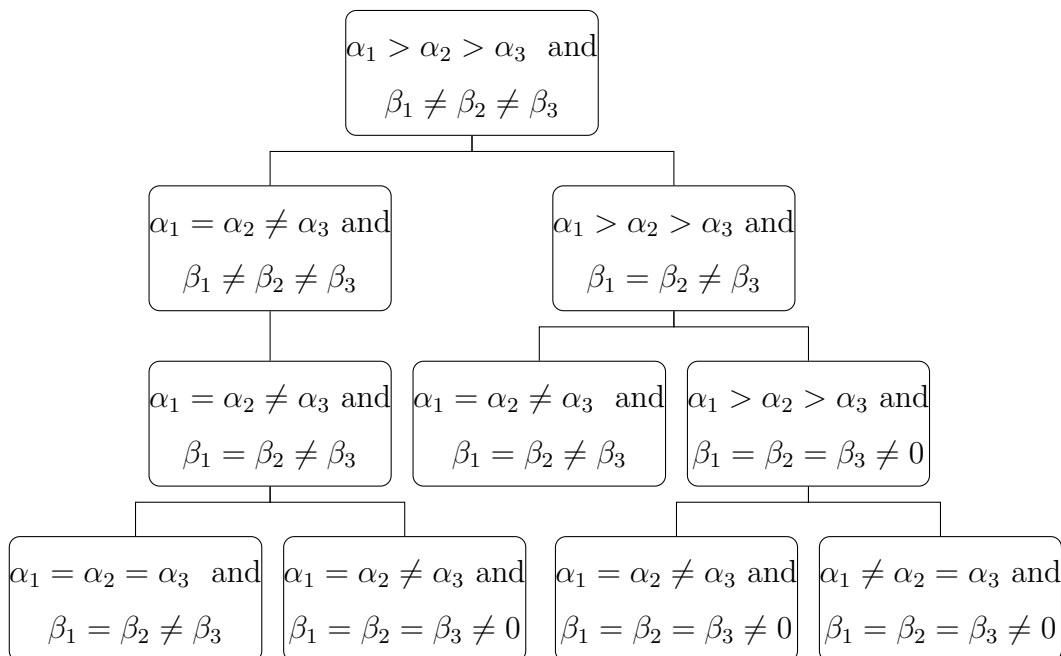 α₁ > α₂ > α₃ and
β₁ ≠ β₂ ≠ β₃
α₁ = α₂ ≠ α₃ and
β₁ ≠ β₂ ≠ β₃
α₁ > α₂ > α₃ and
β₁ = β₂ ≠ β₃
α₁ = α₂ ≠ α₃ and
β₁ = β₂ ≠ β₃
α₁ = α₂ ≠ α₃ and
β₁ = β₂ ≠ β₃
α₁ > α₂ > α₃ and
β₁ = β₂ = β₃ ≠ 0
α₁ = α₂ = α₃ and
β₁ = β₂ ≠ β₃
α₁ = α₂ ≠ α₃ and
β₁ = β₂ = β₃ ≠ 0
α₁ = α₂ ≠ α₃ and
β₁ = β₂ = β₃ ≠ 0
α₁ ≠ α₂ = α₃ and
β₁ = β₂ = β₃ ≠ 0